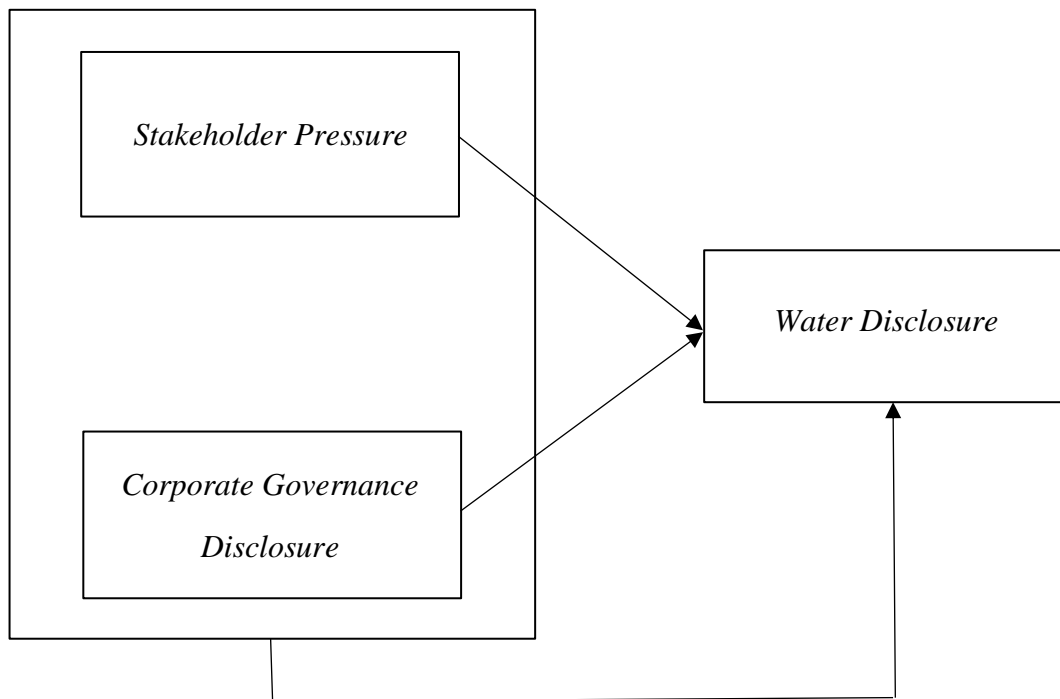 Stakeholder Pressure
Water Disclosure
Corporate Governance
Disclosure